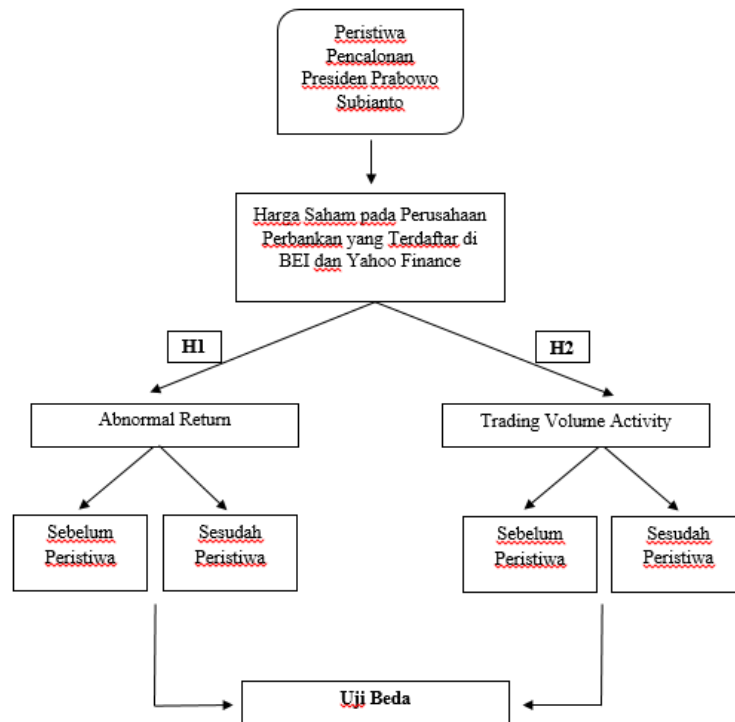 Peristiwa
Pencalonan
Presiden Prabowo
Subianto
Harga Saham pada Perusahaan
Perbankan yang Terdaftar di
BEI dan Yahoo Finance
H1
H2
Abnormal Return
Trading Volume Activity
Sebelum
Peristiwa
Sesudah
Peristiwa
Sebelum
Peristiwa
Sesudah
Peristiwa
Uji Beda